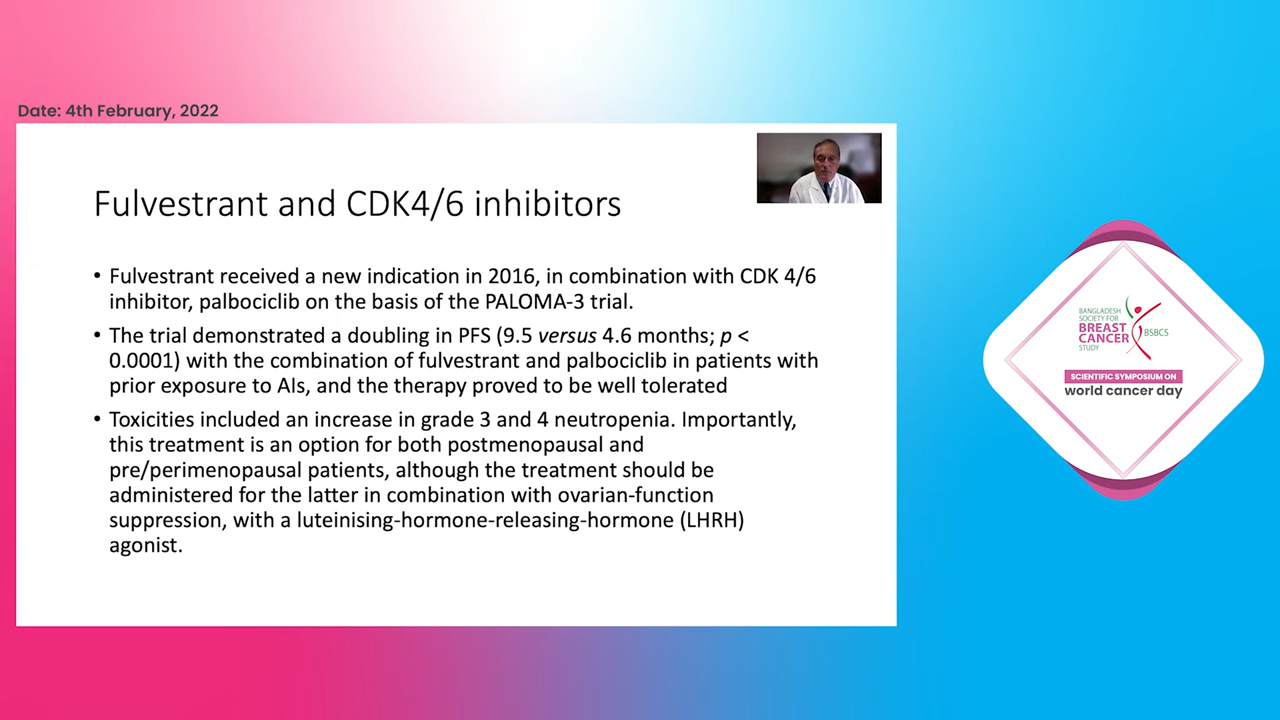 Date: 4th February, 2022
Fulvestrant and CDK4/6 inhibitors
• Fulvestrant received a new indication in 2016, in combination with CDK 4/6
inhibitor, palbociclib on the basis of the PALOMA-3 trial.
• The trial demonstrated a doubling in PFS (9.5 versus 4.6 months; p <
0.0001) with the combination of fulvestrant and palbociclib in patients with
prior exposure to AIs, and the therapy proved to be well tolerated
• Toxicities included an increase in grade 3 and 4 neutropenia. Importantly,
this treatment is an option for both postmenopausal and
pre/perimenopausal patients, although the treatment should be
administered for the latter in combination with ovarian-function
suppression, with a luteinising-hormone-releasing-hormone (LHRH)
agonist.
BANGLADESH
SOCIETY FOR
BREAST
CANCER
STUDY
BSBCS
SCIENTIFIC SYMPOSIUM ON
world cancer day